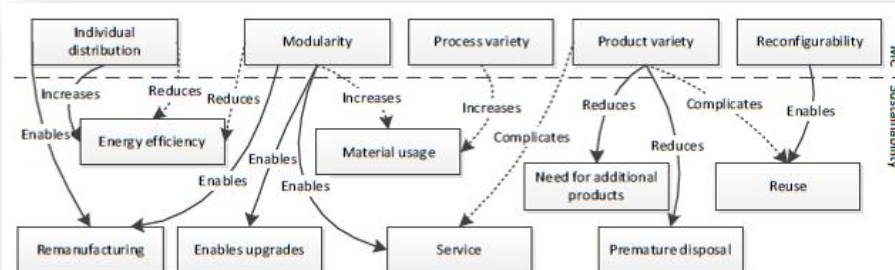 Individual
distribution
Modularity
Process variety
Product variety
Reconfigurability
Increases
Reduces
Reduces
Increases
Increases
Reduces
Complicates
Enables
Enables
Energy efficiency
Complicates
Material usage
Enables
Reduces
Enables
Enables
Need for additional
products
Reuse
Remanufacturing
Enables upgrades
Service
Premature disposal